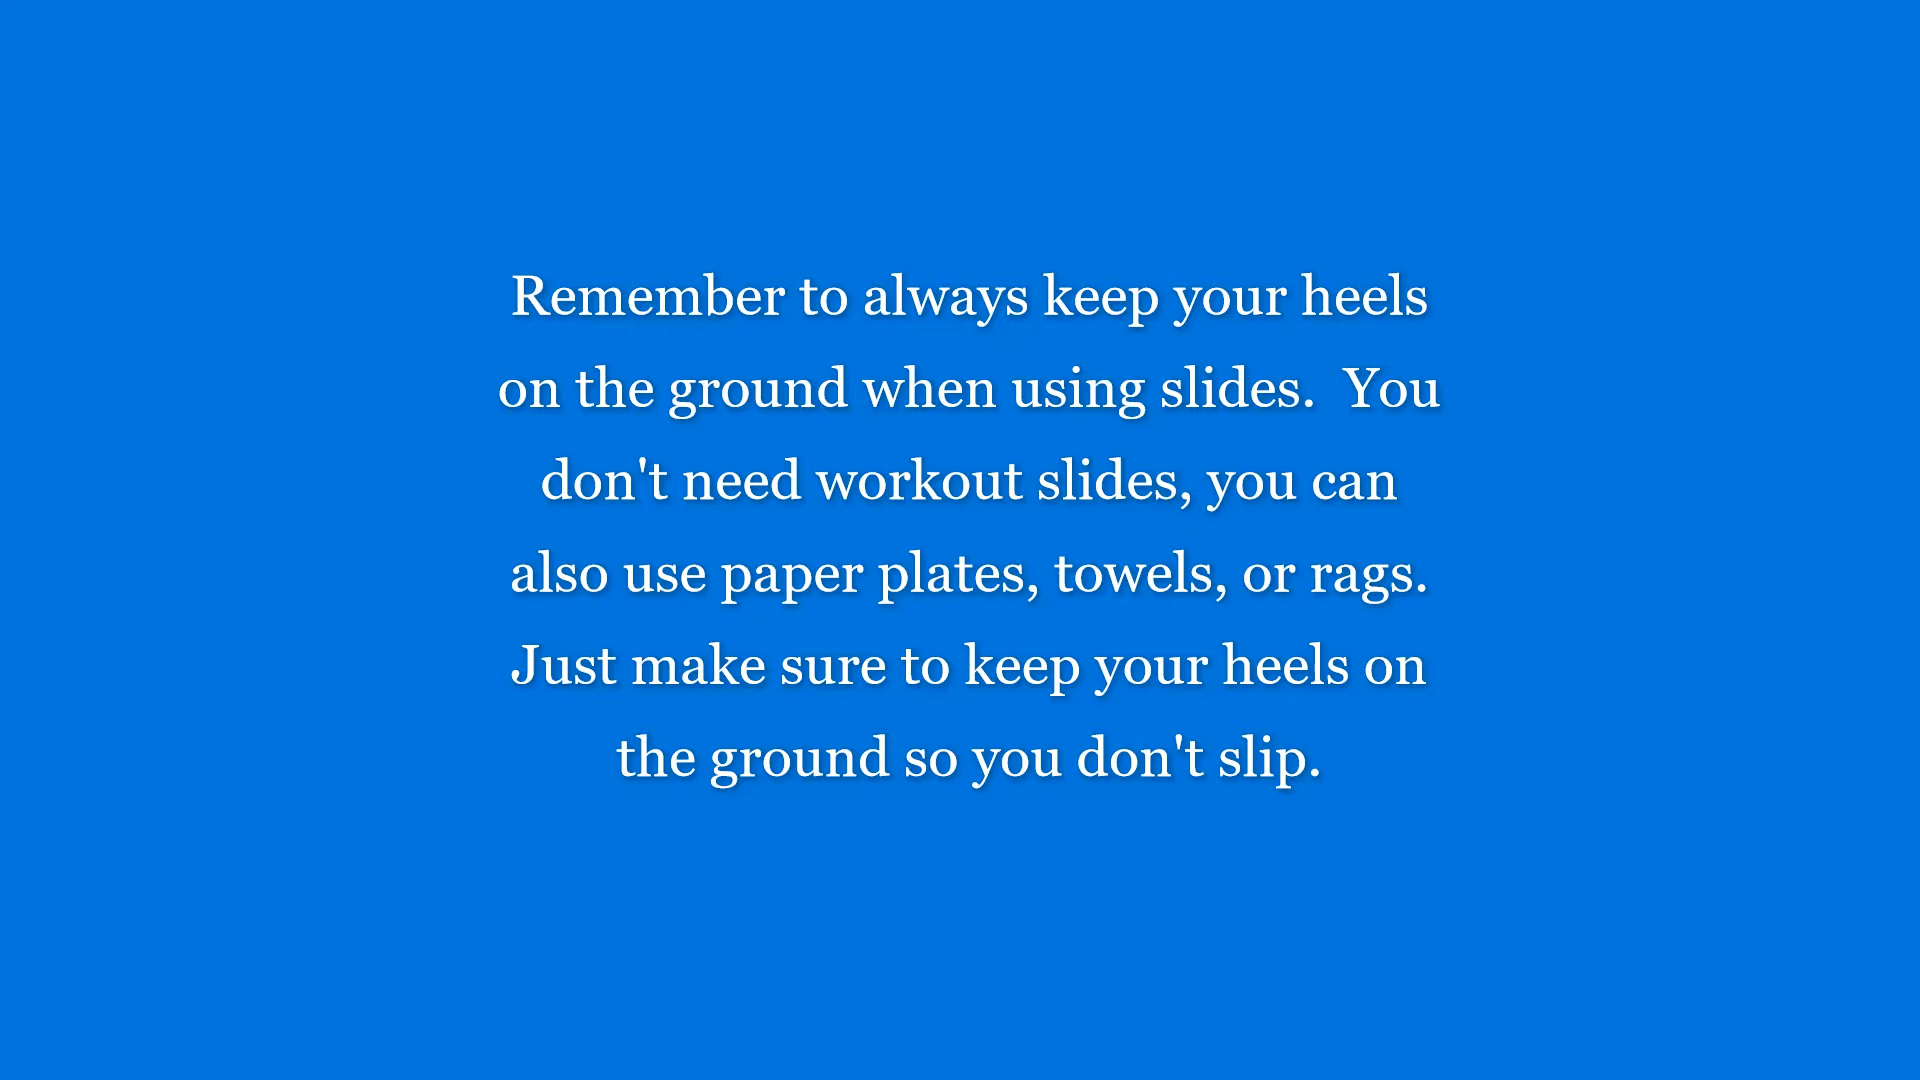 Remember to always keep your heels
on the ground when using slides.  You
don't need workout slides, you can
also use paper plates, towels, or rags.
Just make sure to keep your heels on
the ground so you don't slip.